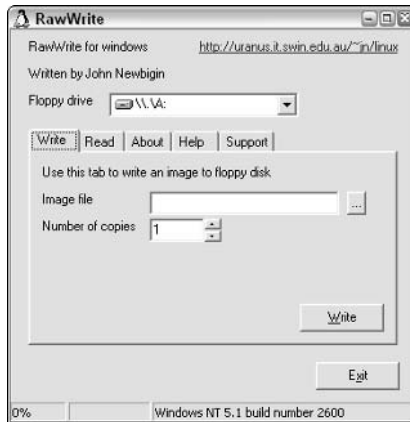 RawWrite
RawWrite for windows http://uranus.it.swin.edu.au/~jn/linux
Written by John Newbigin
Floppy drive \\.\A:
Write Read About Help Support
Use this tab to write an image to floppy disk
Image file ...
Number of copies 1
Write
Exit
0% Windows NT 5.1 build number 2600